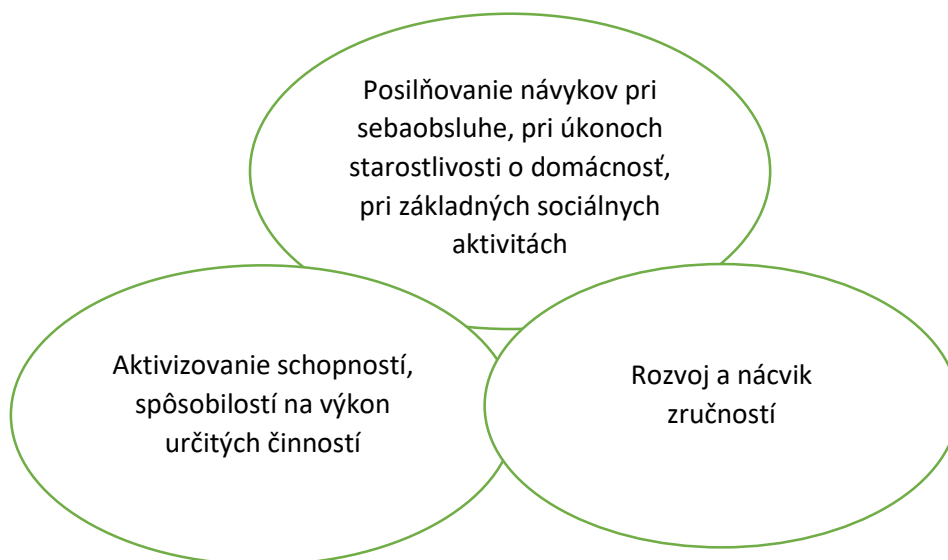 Posilňovanie návykov pri
sebaobsluhe, pri úkonoch
starostlivosti o domácnosť,
pri základných sociálnych
aktivitách
Aktivizovanie schopností,
spôsobilostí na výkon
určitých činností
Rozvoj a nácvik
zručností